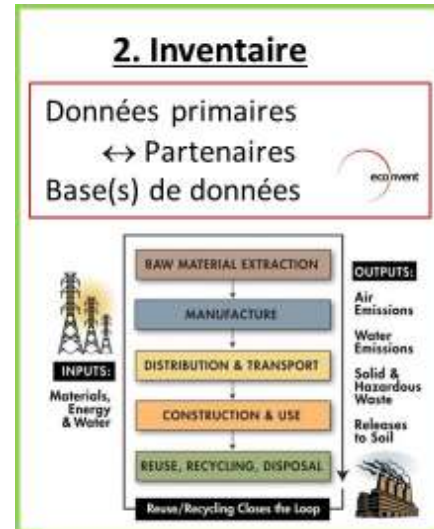 2. Inventaire
Données primaires
↔ Partenaires
Base(s) de données
ecoinvent
RAW MATERIAL EXTRACTION
MANUFACTURE
DISTRIBUTION & TRANSPORT
CONSTRUCTION & USE
REUSE, RECYCLING, DISPOSAL
INPUTS:
Materials,
Energy
& Water
OUTPUTS:
Air
Emissions
Water
Emissions
Solid &
Hazardous
Waste
Releases
to Soil
Reuse/Recycling Closes the Loop